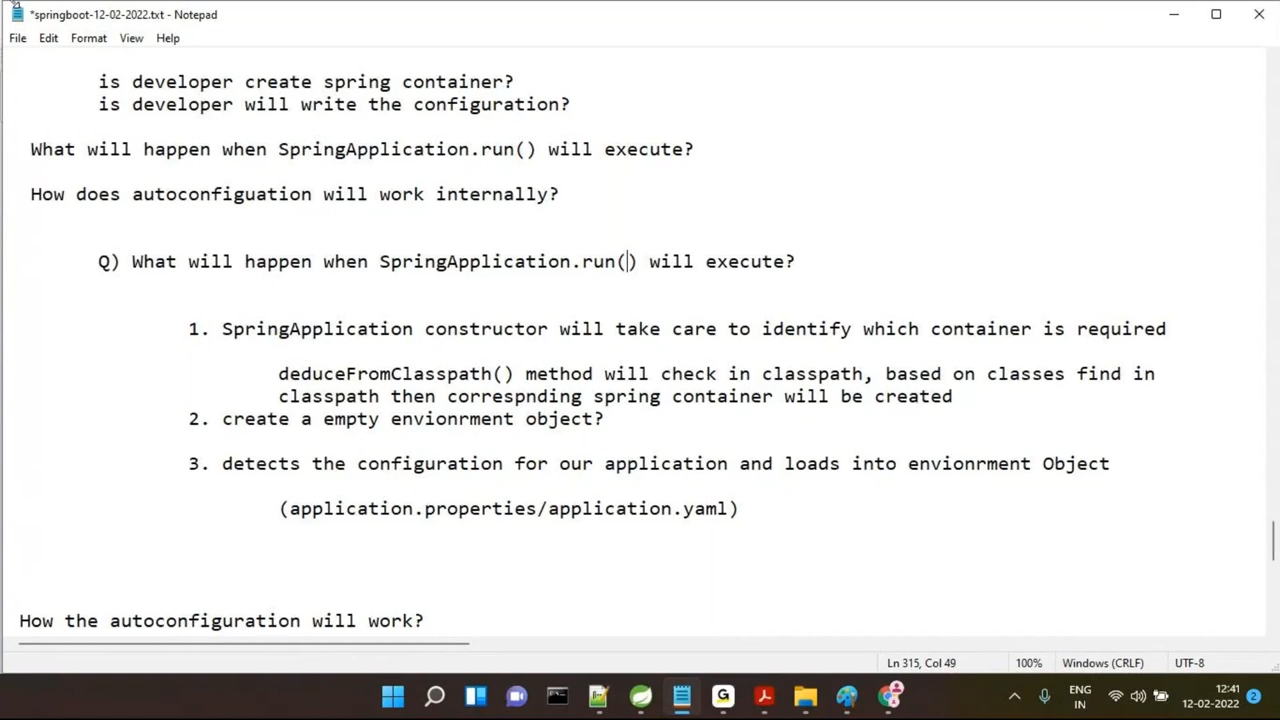 *springboot-12-02-2022.txt - Notepad
File Edit Format View Help
is developer create spring container?
is developer will write the configuration?
What will happen when SpringApplication.run() will execute?
How does autoconfiguation will work internally?
Q) What will happen when SpringApplication.run() will execute?
1. SpringApplication constructor will take care to identify which container is required
deduceFromClasspath() method will check in classpath, based on classes find in
classpath then correspnding spring container will be created
2. create a empty envionrment object?
3. detects the configuration for our application and loads into envionrment Object
(application.properties/application.yaml)
How the autoconfiguration will work?
Ln 315, Col 49 100% Windows (CRLF) UTF-8
ENG 12:41
IN 12-02-2022 2